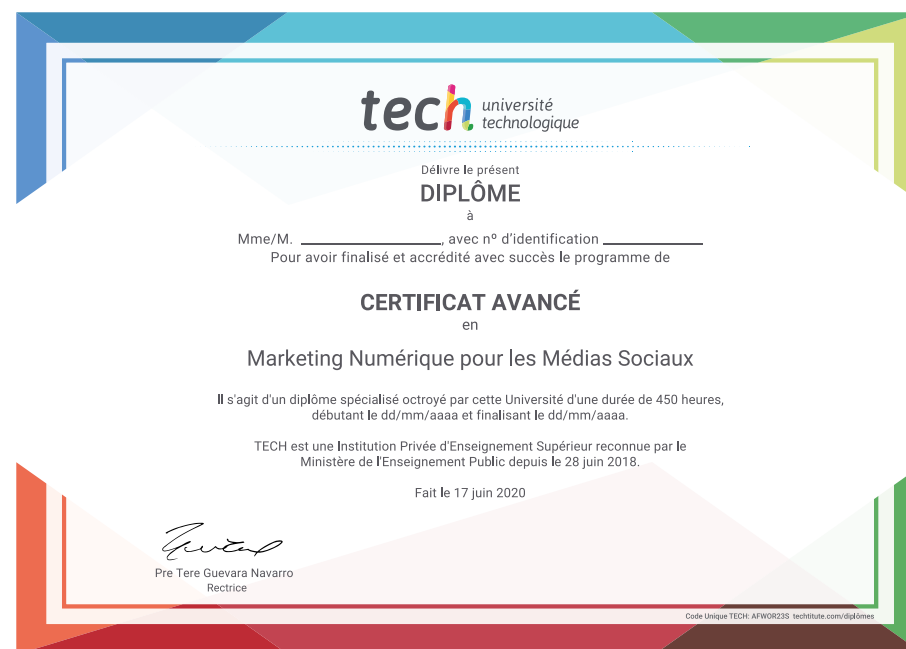 tech université
technologique
Délivre le présent
DIPLÔME
à
Mme/M. ____________________, avec nº d'identification ______________
Pour avoir finalisé et accrédité avec succès le programme de
CERTIFICAT AVANCÉ
en
Marketing Numérique pour les Médias Sociaux
Il s'agit d'un diplôme spécialisé octroyé par cette Université d'une durée de 450 heures,
débutant le dd/mm/aaaa et finalisant le dd/mm/aaaa.
TECH est une Institution Privée d'Enseignement Supérieur reconnue par le
Ministère de l'Enseignement Public depuis le 28 juin 2018.
Fait le 17 juin 2020
Pre Tere Guevara Navarro
Rectrice
Code Unique TECH: AFWOR23S techtitute.com/diplômes